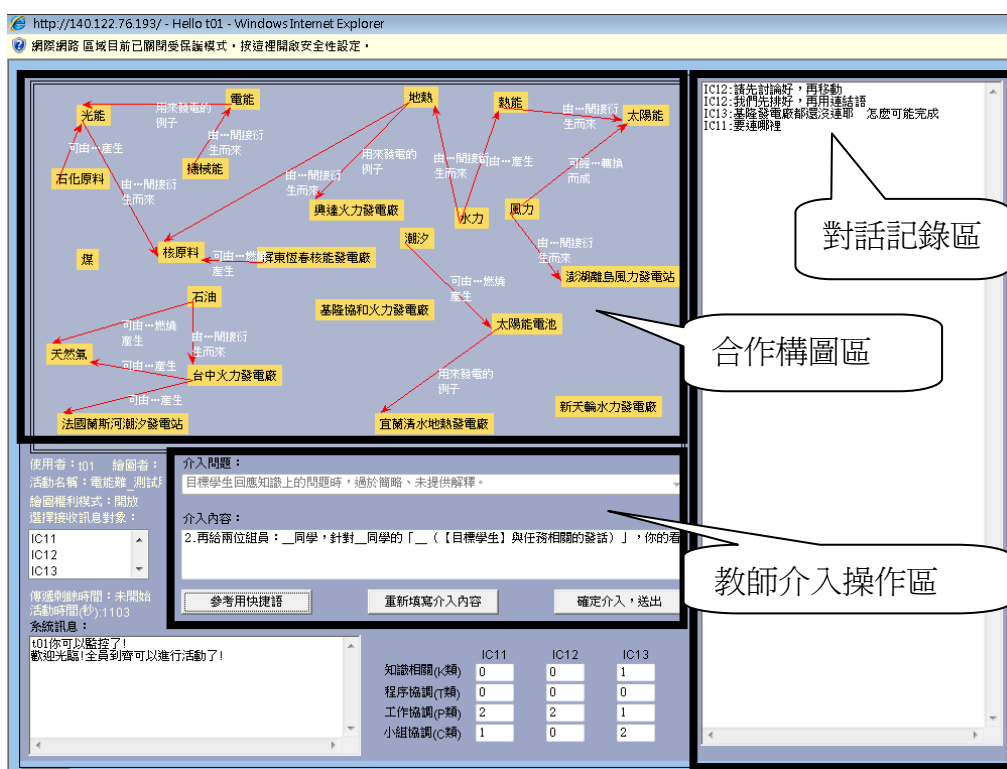 http://140.122.76.193/ - Hello t01 - Windows Internet Explorer
網際網路 區域目前已關閉受保護模式。按這裡開啟安全性設定。
光能
電能
地熱
熱能
太陽能
用來發電的
例子
由…間接衍
生而來
可由…產生
由…間接衍
生而來
石化原料
機械能
由…間接衍
生而來
由…間接衍
生而來
用來發電的
例子
由…間接衍
生而來
可由…產生
可經…轉換
而成
興達火力發電廠
水力
風力
潮汐
煤
核原料
可由…燃燒
產生
屏東恆春核能發電廠
由…間接衍
生而來
澎湖離島風力發電站
石油
可由…燃燒
產生
基隆協和火力發電廠
太陽能電池
可由…燃燒
產生
由…間接衍
生而來
天然氣
可由…產生
台中火力發電廠
用來發電的
例子
可由…產生
新天輪水力發電廠
法國蘭斯河潮汐發電站
宜蘭清水地熱發電廠
IC12:請先討論好，再移動
IC12:我們先排好，再用連結語
IC13:基隆發電廠都還沒連耶 怎麼可能完成
IC11:要連哪裡
對話記錄區
合作構圖區
教師介入操作區
使用者：t01 繪圖者：
活動名稱：電能難_測試
繪圖權利模式：開放
選擇接收訊息對象：
IC11
IC12
IC13
傳遞剩餘時間：未開始
活動時間(秒):1103
介入問題：
目標學生回應知識上的問題時，過於簡略、未提供解釋。
介入內容：
2.再給兩位組員：__同學，針對__同學的「__（【目標學生】與任務相關的發話）」，你的看
參考用快捷語
重新填寫介入內容
確定介入，送出
系統訊息：
t01你可以監控了!
歡迎光臨!全員到齊可以進行活動了!
IC11 IC12 IC13
知識相關(K類) 0 0 1
程序協調(T類) 0 0 0
工作協調(P類) 2 2 1
小組協調(C類) 1 0 2